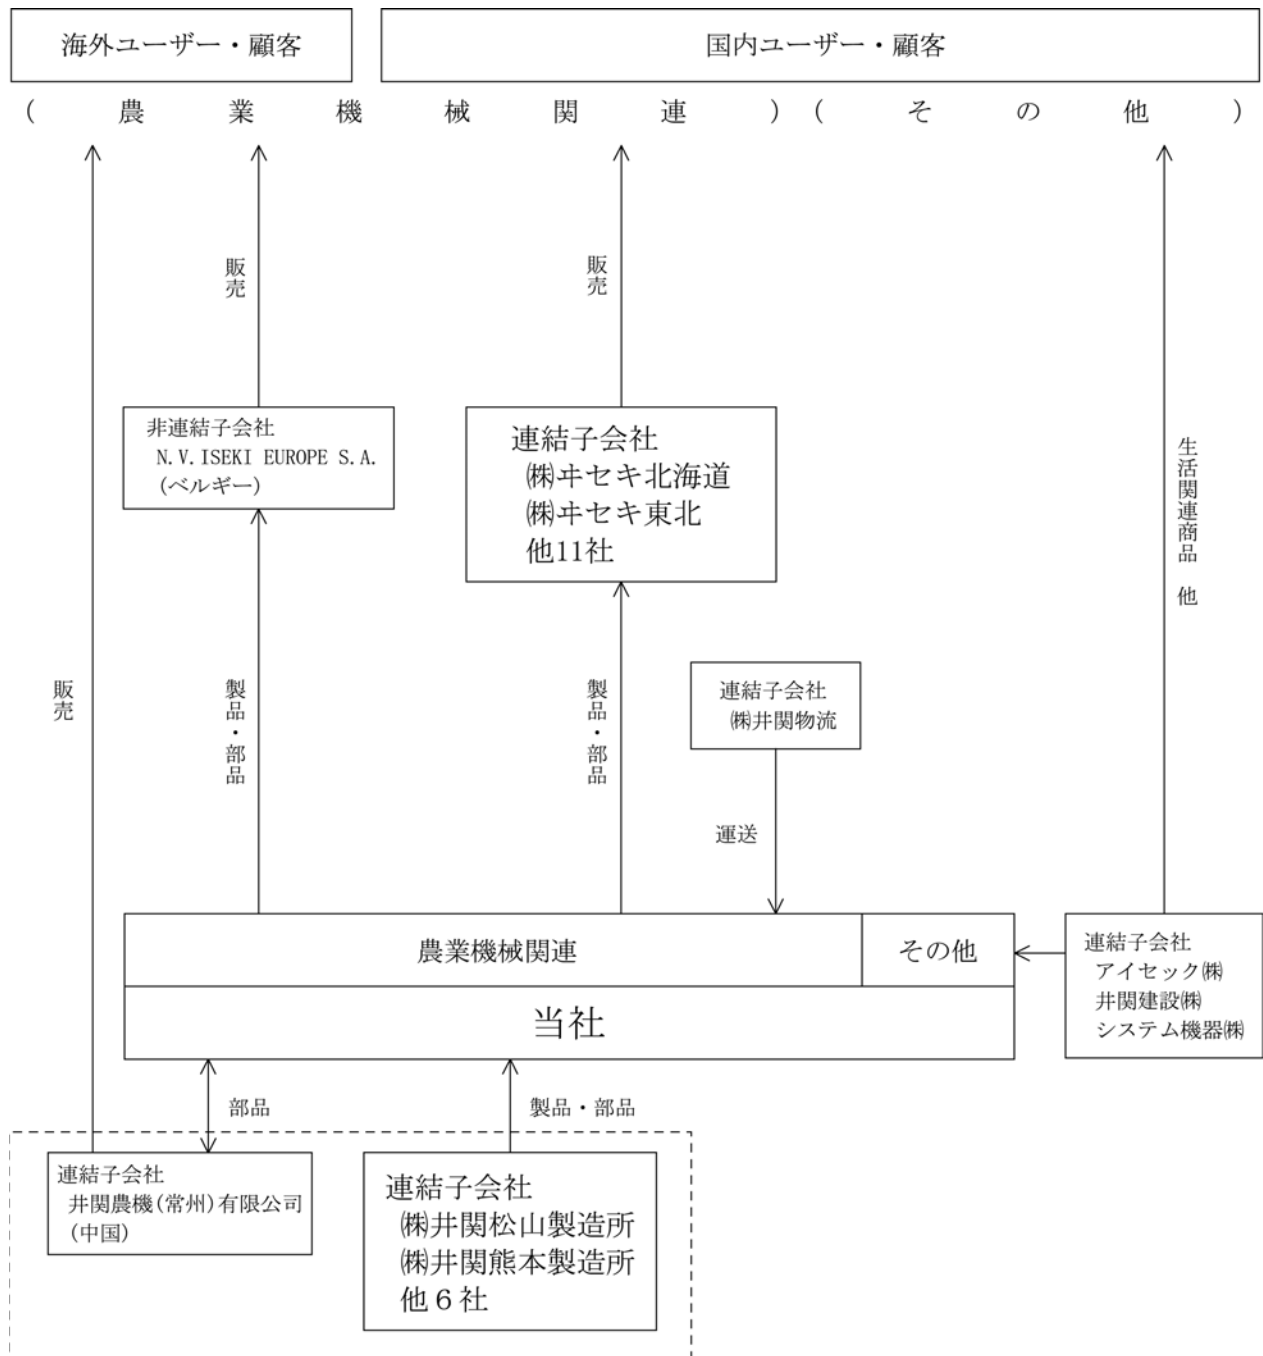 海外ユーザー・顧客
国内ユーザー・顧客
(農業機械関連)(その他)
販売
販売
非連結子会社
N.V.ISEKI EUROPE S.A.
(ベルギー)
連結子会社
㈱ヰセキ北海道
㈱ヰセキ東北
他11社
生活関連商品 他
販売
製品・部品
製品・部品
連結子会社
㈱井関物流
運送
農業機械関連
その他
当社
連結子会社
アイセック㈱
井関建設㈱
システム機器㈱
部品
製品・部品
連結子会社
井関農機(常州)有限公司
(中国)
連結子会社
㈱井関松山製造所
㈱井関熊本製造所
他6社